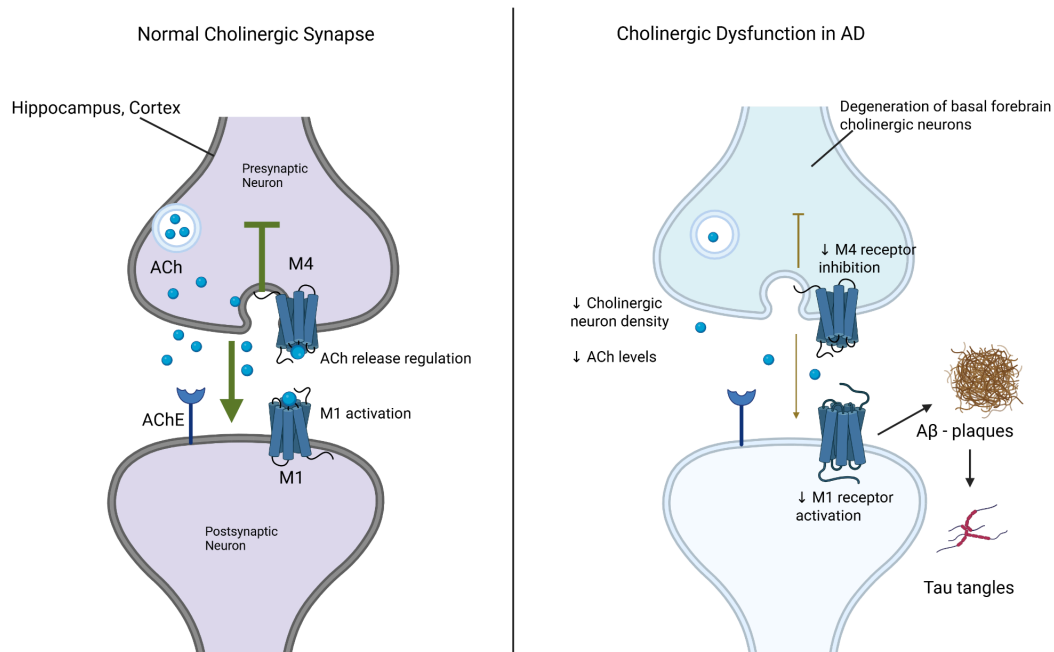 Normal Cholinergic Synapse
Hippocampus, Cortex
Presynaptic
Neuron
ACh
M4
ACh release regulation
M1 activation
AChE
M1
Postsynaptic
Neuron
Cholinergic Dysfunction in AD
Degeneration of basal forebrain
cholinergic neurons
↓ M4 receptor
inhibition
↓ Cholinergic
neuron density
↓ ACh levels
Aβ - plaques
↓ M1 receptor
activation
Tau tangles